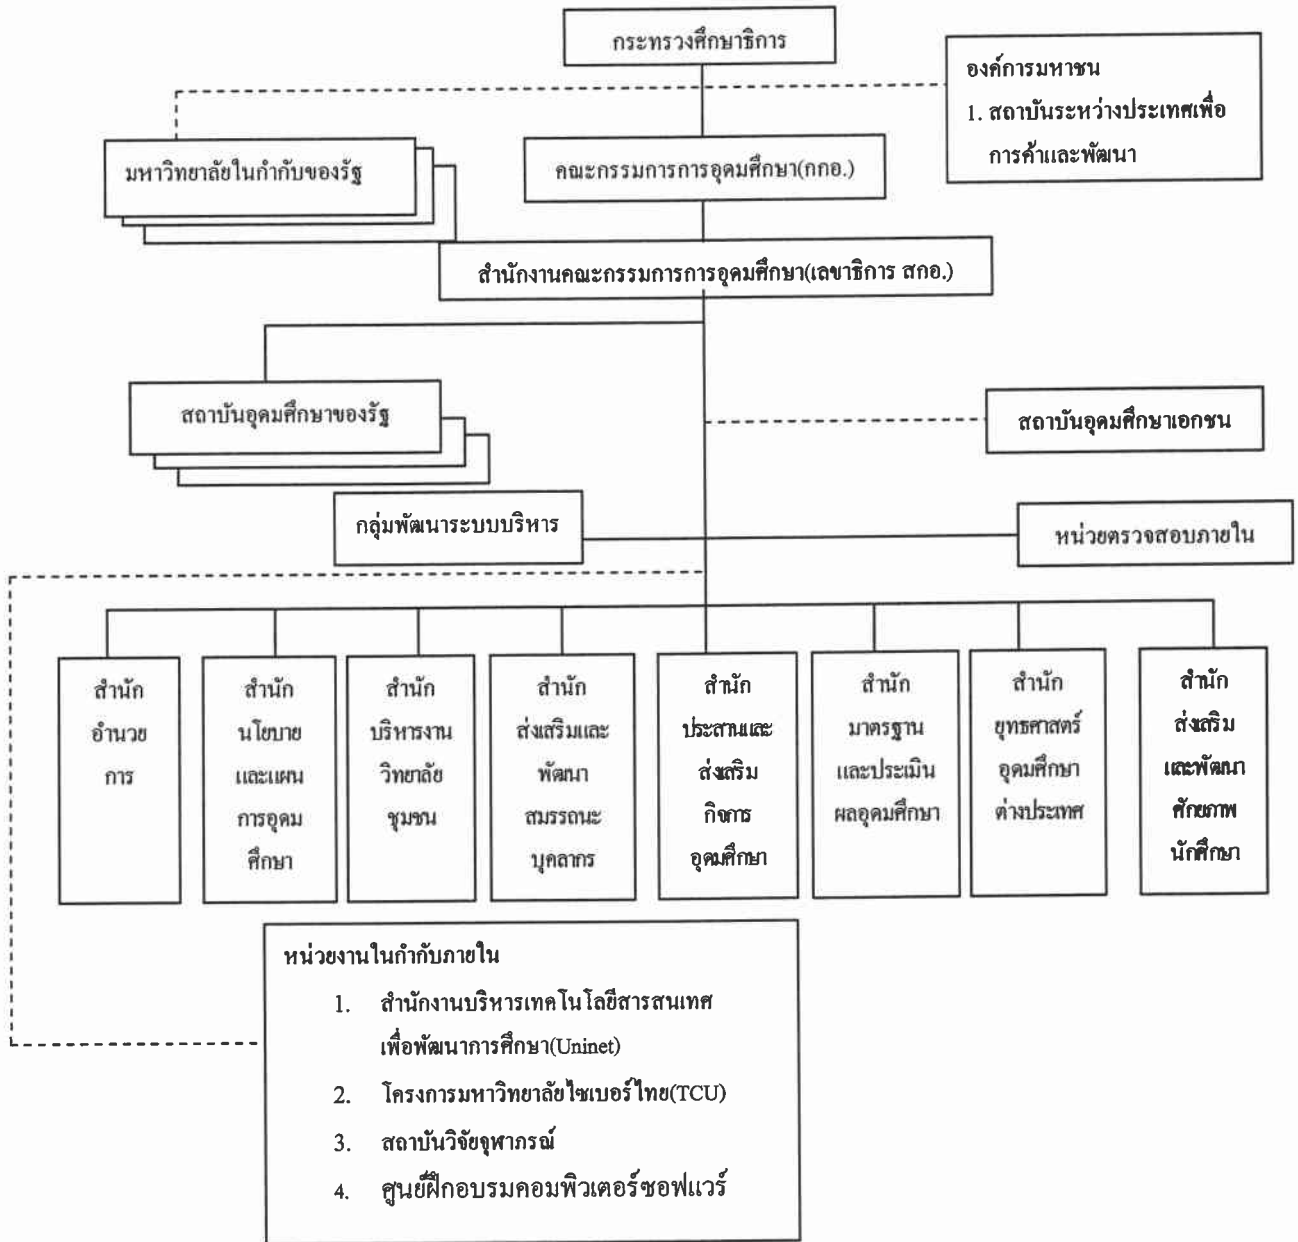 กระทรวงศึกษาธิการ
องค์การมหาชน
1. สถาบันระหว่างประเทศเพื่อ
การค้าและพัฒนา
มหาวิทยาลัยในกำกับของรัฐ
คณะกรรมการการอุดมศึกษา(กกอ.)
สำนักงานคณะกรรมการการอุดมศึกษา(เลขาธิการ สกอ.)
สถาบันอุดมศึกษาของรัฐ
สถาบันอุดมศึกษาเอกชน
กลุ่มพัฒนาระบบบริหาร
หน่วยตรวจสอบภายใน
สำนัก
อำนวย
การ
สำนัก
นโยบาย
และแผน
การอุดม
ศึกษา
สำนัก
บริหารงาน
วิทยาลัย
ชุมชน
สำนัก
ส่งเสริมและ
พัฒนา
สมรรถนะ
บุคลากร
สำนัก
ประสานและ
ส่งเสริม
กิจการ
อุดมศึกษา
สำนัก
มาตรฐาน
และประเมิน
ผลอุดมศึกษา
สำนัก
ยุทธศาสตร์
อุดมศึกษา
ต่างประเทศ
สำนัก
ส่งเสริม
และพัฒนา
ศักยภาพ
นักศึกษา
หน่วยงานในกำกับภายใน
1. สำนักงานบริหารเทคโนโลยีสารสนเทศ
เพื่อพัฒนาการศึกษา(Uninet)
2. โครงการมหาวิทยาลัยไซเบอร์ไทย(TCU)
3. สถาบันวิจัยจุฬาภรณ์
4. ศูนย์ฝึกอบรมคอมพิวเตอร์ซอฟแวร์